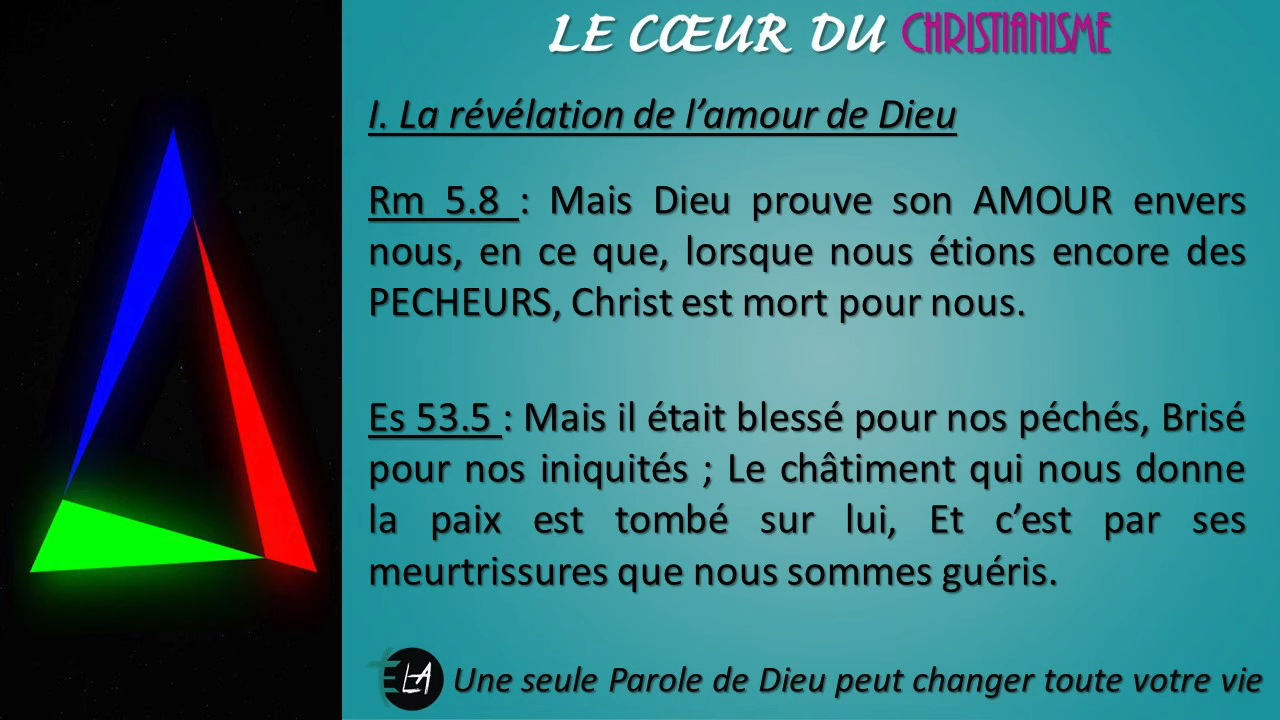 LE CŒUR DU CHRISTIANISME
I. La révélation de l’amour de Dieu
Rm 5.8 : Mais Dieu prouve son AMOUR envers
nous, en ce que, lorsque nous étions encore des
PECHEURS, Christ est mort pour nous.
Es 53.5 : Mais il était blessé pour nos péchés, Brisé
pour nos iniquités ; Le châtiment qui nous donne
la paix est tombé sur lui, Et c’est par ses
meurtrissures que nous sommes guéris.
ELA Une seule Parole de Dieu peut changer toute votre vie